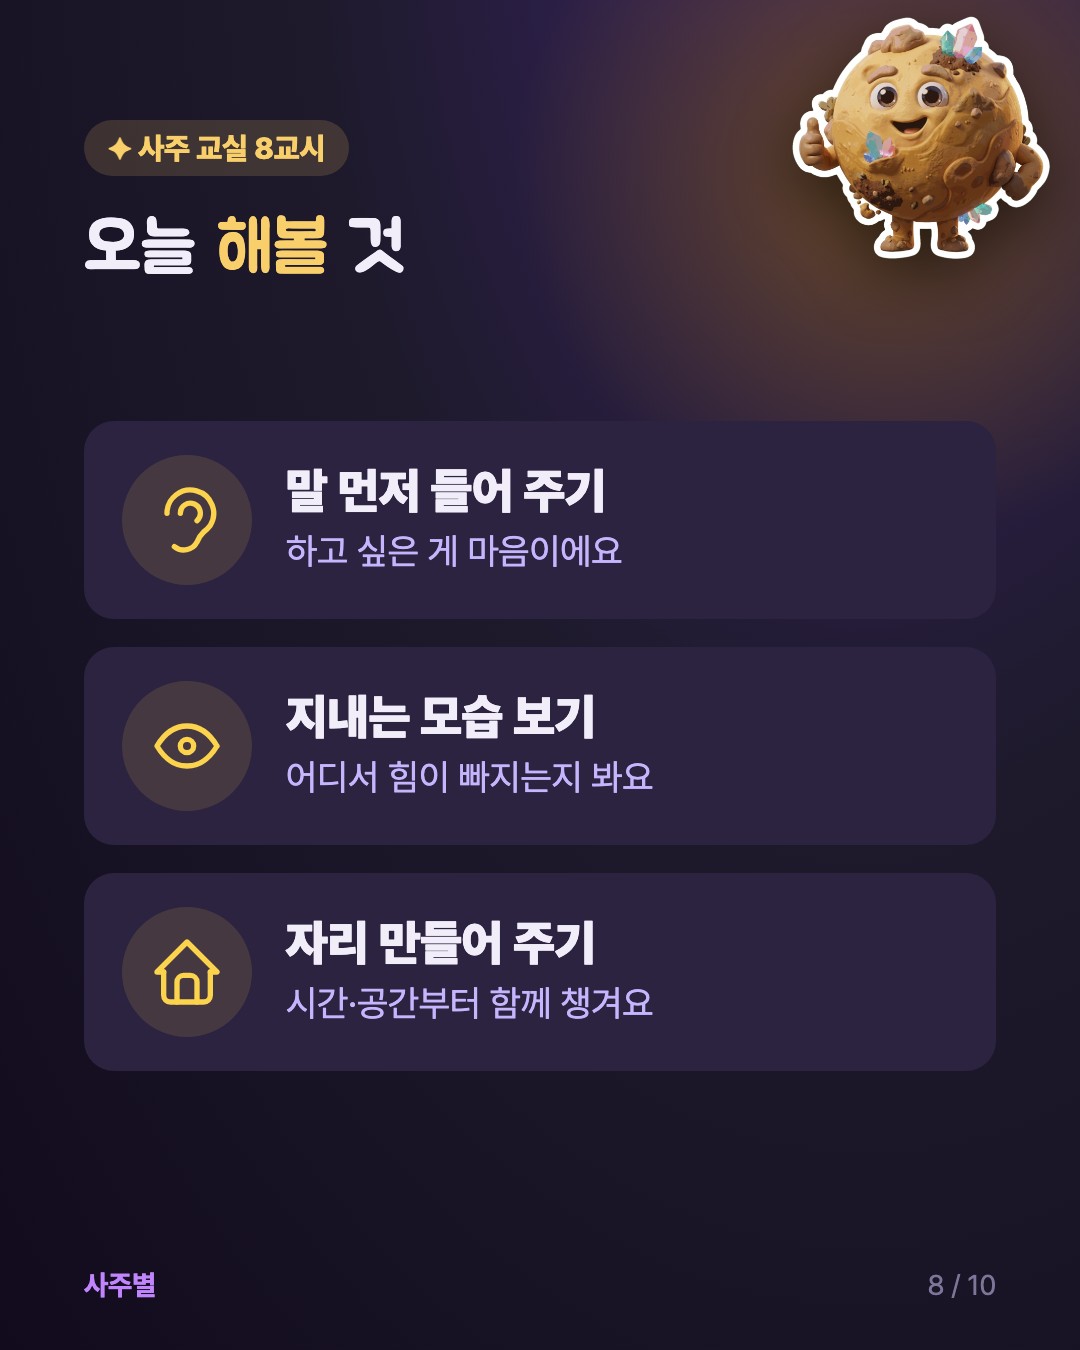 ✦ 사주 교실 8교시
오늘 해볼 것
말 먼저 들어 주기
하고 싶은 게 마음이에요
지내는 모습 보기
어디서 힘이 빠지는지 봐요
자리 만들어 주기
시간·공간부터 함께 챙겨요
사주별
8 / 10